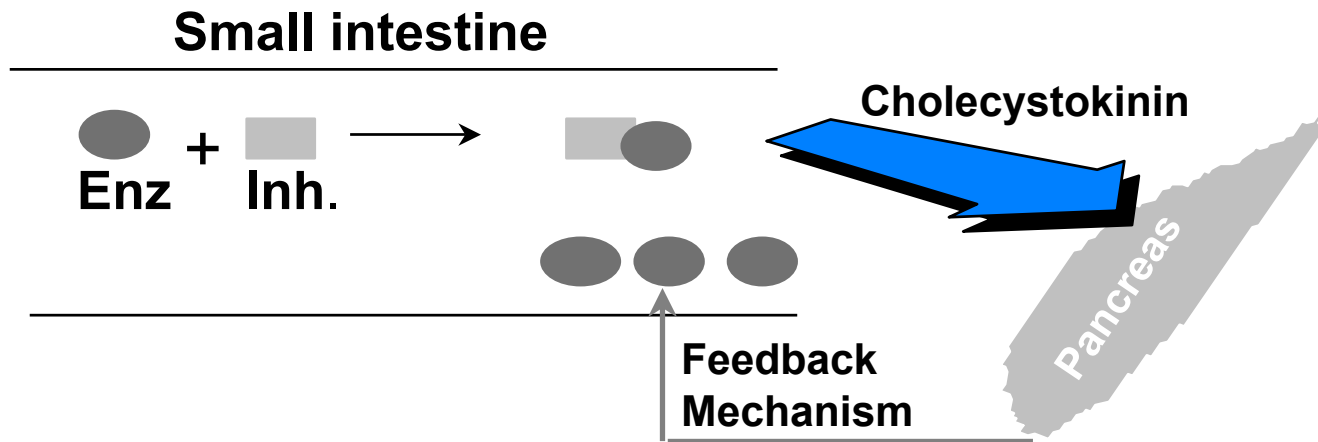 Small intestine
Cholecystokinin
+
Enz Inh.
Pancreas
Feedback
Mechanism